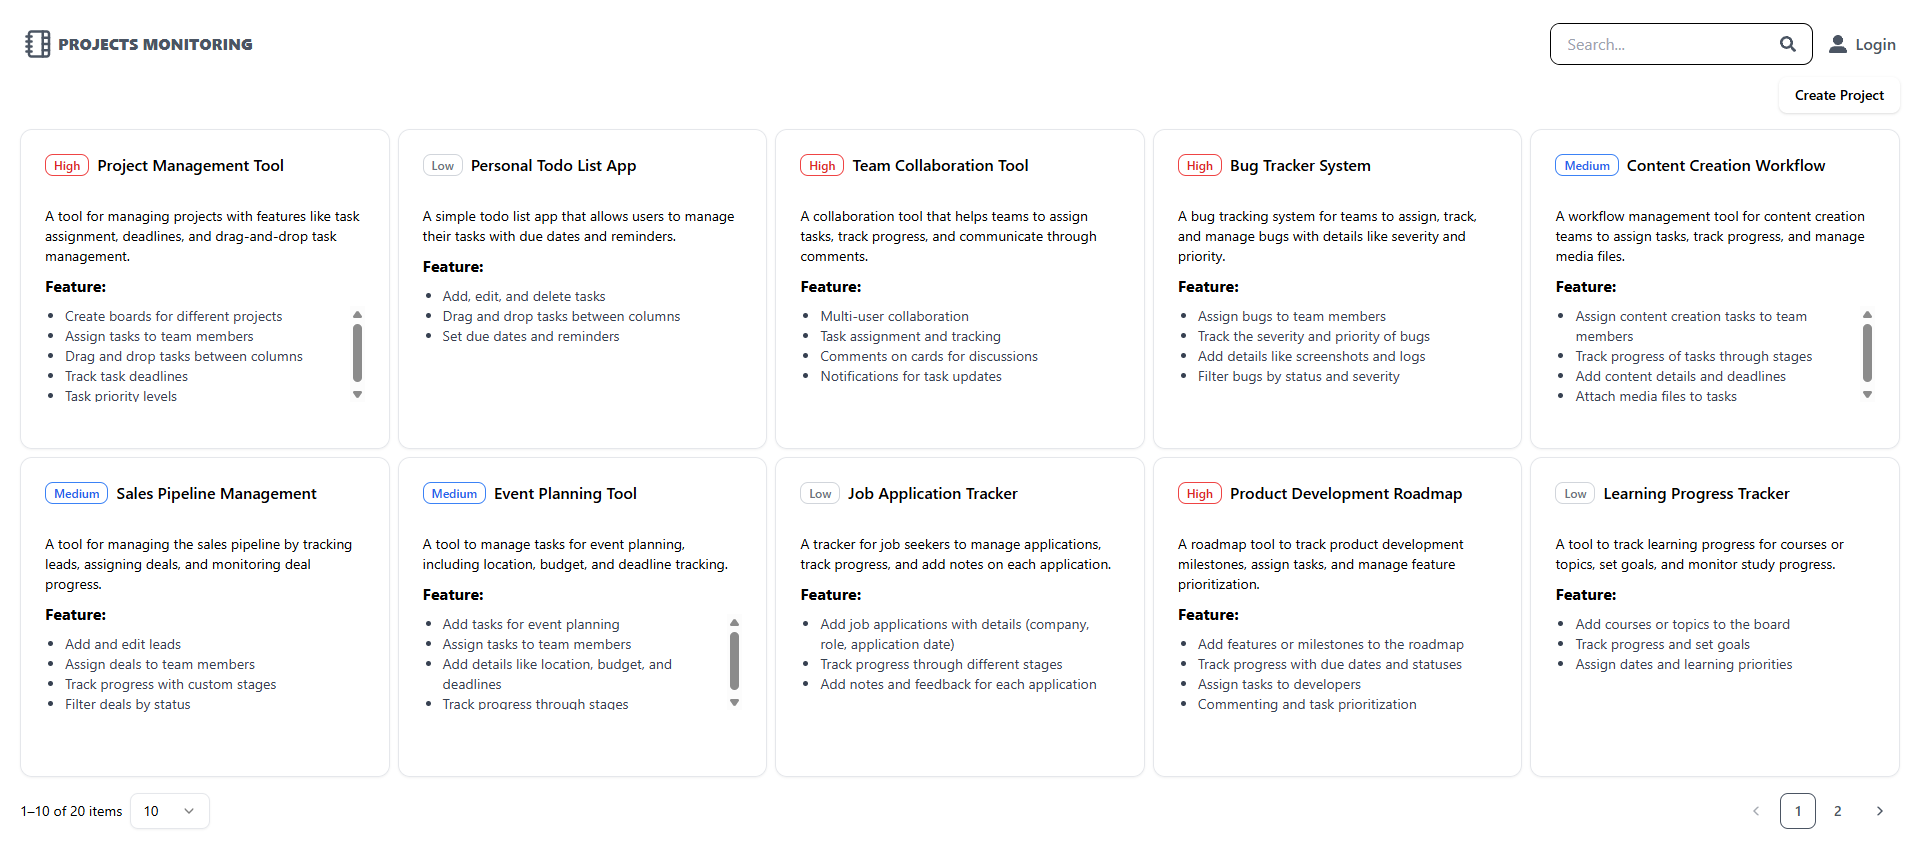 PROJECTS MONITORING
Search...
Login
Create Project
High Project Management Tool
A tool for managing projects with features like task
assignment, deadlines, and drag-and-drop task
management.
Feature:
• Create boards for different projects
• Assign tasks to team members
• Drag and drop tasks between columns
• Track task deadlines
• Task priority levels
Low Personal Todo List App
A simple todo list app that allows users to manage
their tasks with due dates and reminders.
Feature:
• Add, edit, and delete tasks
• Drag and drop tasks between columns
• Set due dates and reminders
High Team Collaboration Tool
A collaboration tool that helps teams to assign
tasks, track progress, and communicate through
comments.
Feature:
• Multi-user collaboration
• Task assignment and tracking
• Comments on cards for discussions
• Notifications for task updates
High Bug Tracker System
A bug tracking system for teams to assign, track,
and manage bugs with details like severity and
priority.
Feature:
• Assign bugs to team members
• Track the severity and priority of bugs
• Add details like screenshots and logs
• Filter bugs by status and severity
Medium Content Creation Workflow
A workflow management tool for content creation
teams to assign tasks, track progress, and manage
media files.
Feature:
• Assign content creation tasks to team
members
• Track progress of tasks through stages
• Add content details and deadlines
• Attach media files to tasks
Medium Sales Pipeline Management
A tool for managing the sales pipeline by tracking
leads, assigning deals, and monitoring deal
progress.
Feature:
• Add and edit leads
• Assign deals to team members
• Track progress with custom stages
• Filter deals by status
Medium Event Planning Tool
A tool to manage tasks for event planning,
including location, budget, and deadline tracking.
Feature:
• Add tasks for event planning
• Assign tasks to team members
• Add details like location, budget, and
deadlines
• Track progress through stages
Low Job Application Tracker
A tracker for job seekers to manage applications,
track progress, and add notes on each application.
Feature:
• Add job applications with details (company,
role, application date)
• Track progress through different stages
• Add notes and feedback for each application
High Product Development Roadmap
A roadmap tool to track product development
milestones, assign tasks, and manage feature
prioritization.
Feature:
• Add features or milestones to the roadmap
• Track progress with due dates and statuses
• Assign tasks to developers
• Commenting and task prioritization
Low Learning Progress Tracker
A tool to track learning progress for courses or
topics, set goals, and monitor study progress.
Feature:
• Add courses or topics to the board
• Track progress and set goals
• Assign dates and learning priorities
1–10 of 20 items 10
1 2